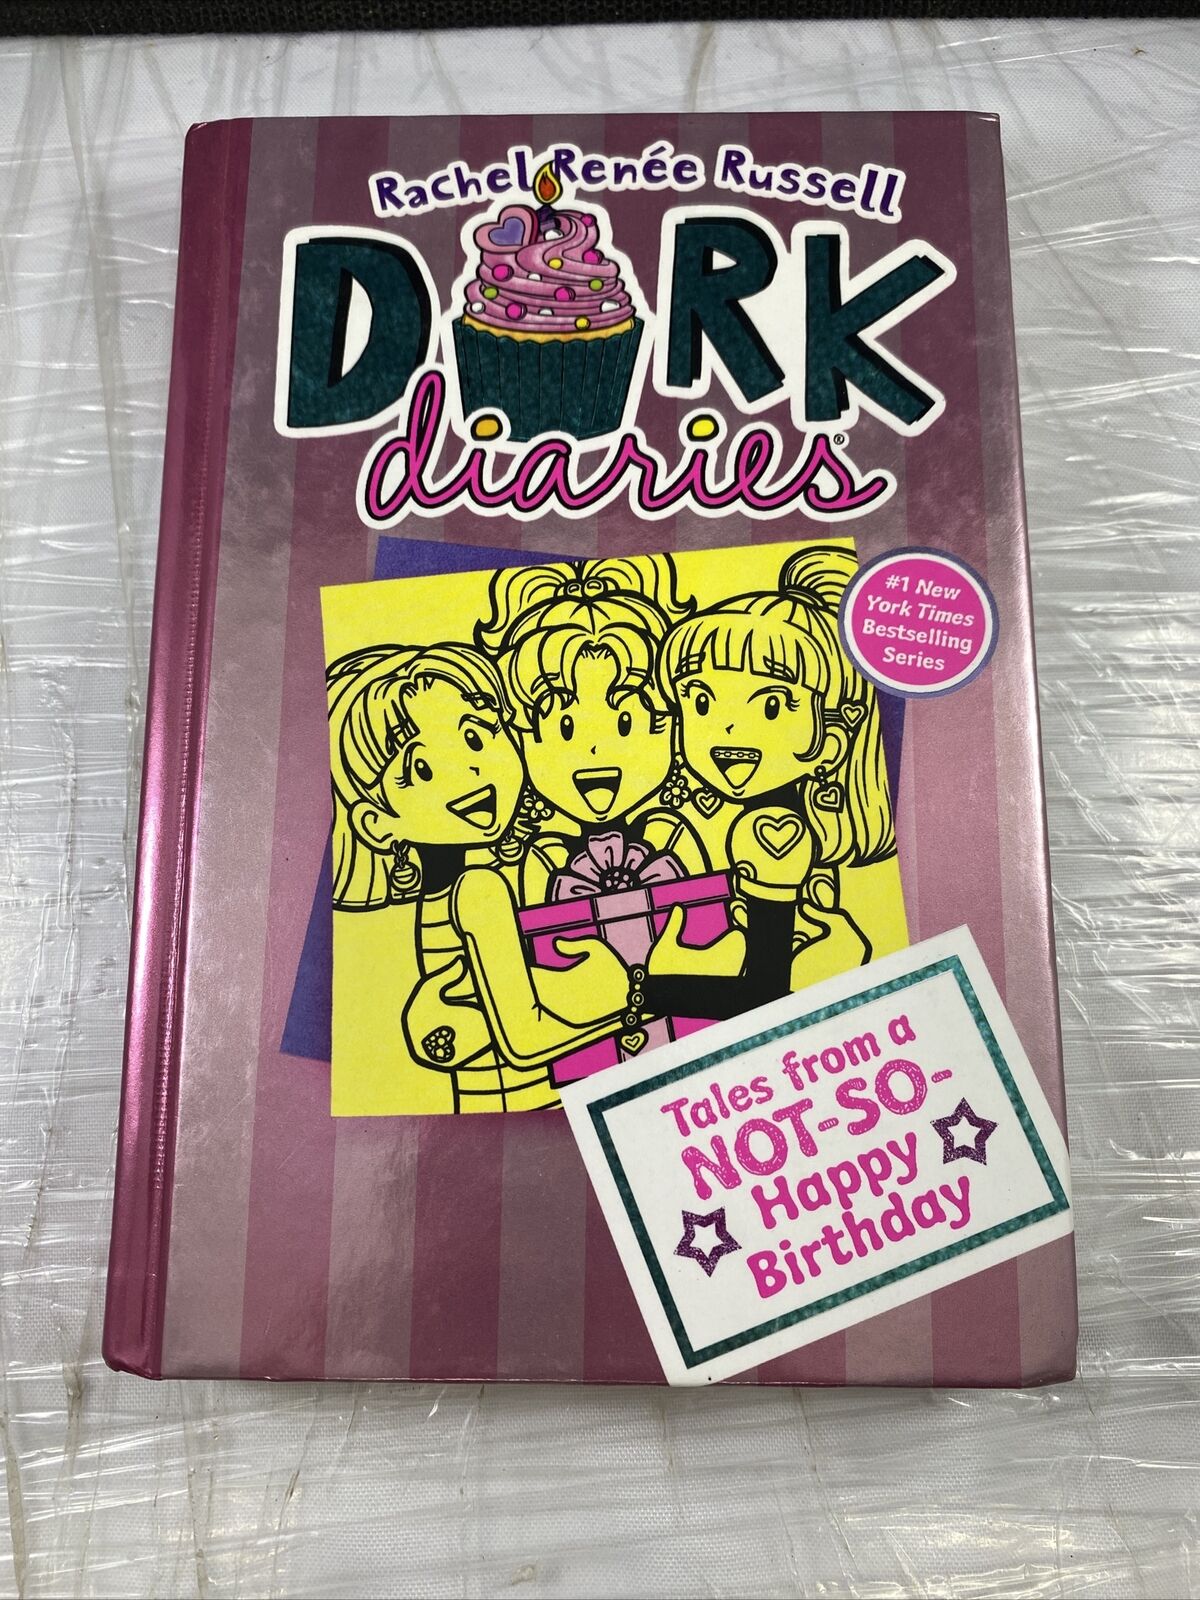 Rachel Renée Russell
DORK
diaries®
#1 New
York Times
Bestselling
Series
Tales from a
NOT-SO-
Happy
Birthday